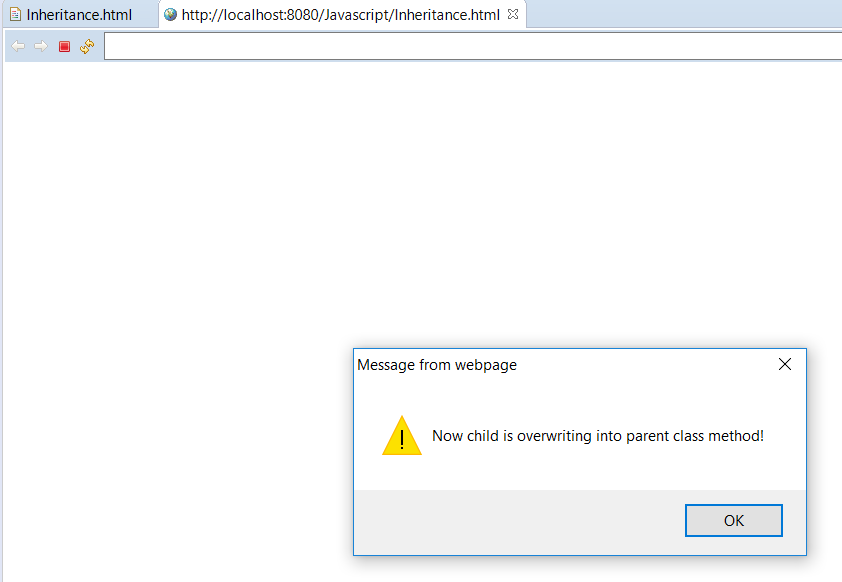 Inheritance.html
http://localhost:8080/Javascript/Inheritance.html
Message from webpage
Now child is overwriting into parent class method!
OK